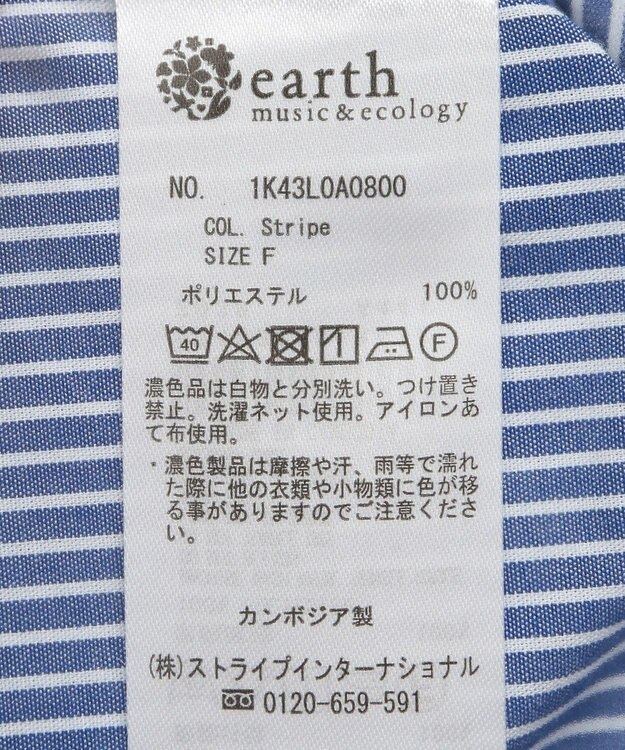 earth
music & ecology
NO. 1K43L0A0800
COL. Stripe
SIZE F
ポリエステル 100%
40 F
濃色品は白物と分別洗い。つけ置き
禁止。洗濯ネット使用。アイロンあ
て布使用。
・濃色製品は摩擦や汗、雨等で濡れ
た際に他の衣類や小物類に色が移
る事がありますのでご注意くださ
い。
カンボジア製
(株)ストライプインターナショナル
0120-659-591